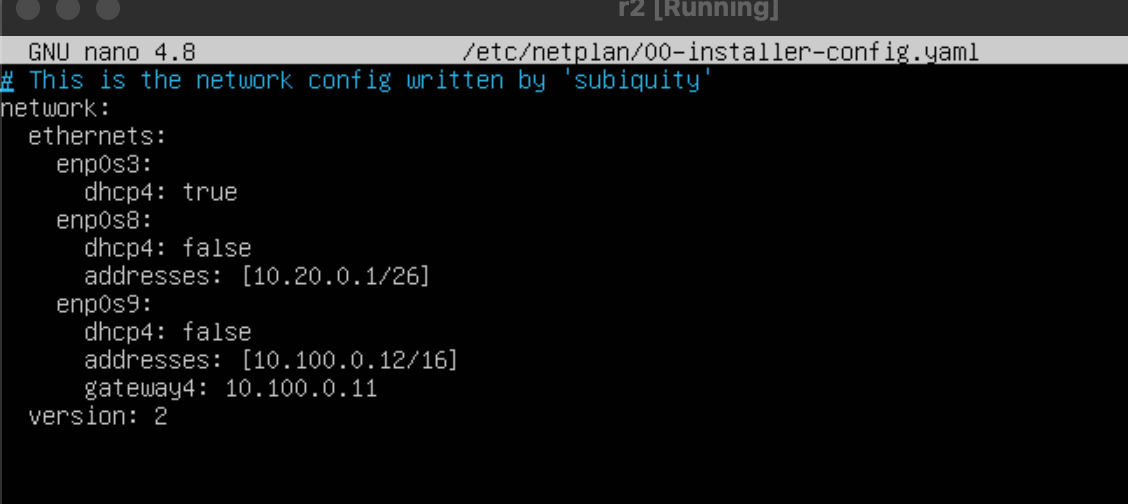 r2 [Running]
GNU nano 4.8 /etc/netplan/00-installer-config.yaml
# This is the network config written by 'subiquity'
network:
  ethernets:
    enp0s3:
      dhcp4: true
    enp0s8:
      dhcp4: false
      addresses: [10.20.0.1/26]
    enp0s9:
      dhcp4: false
      addresses: [10.100.0.12/16]
      gateway4: 10.100.0.11
  version: 2